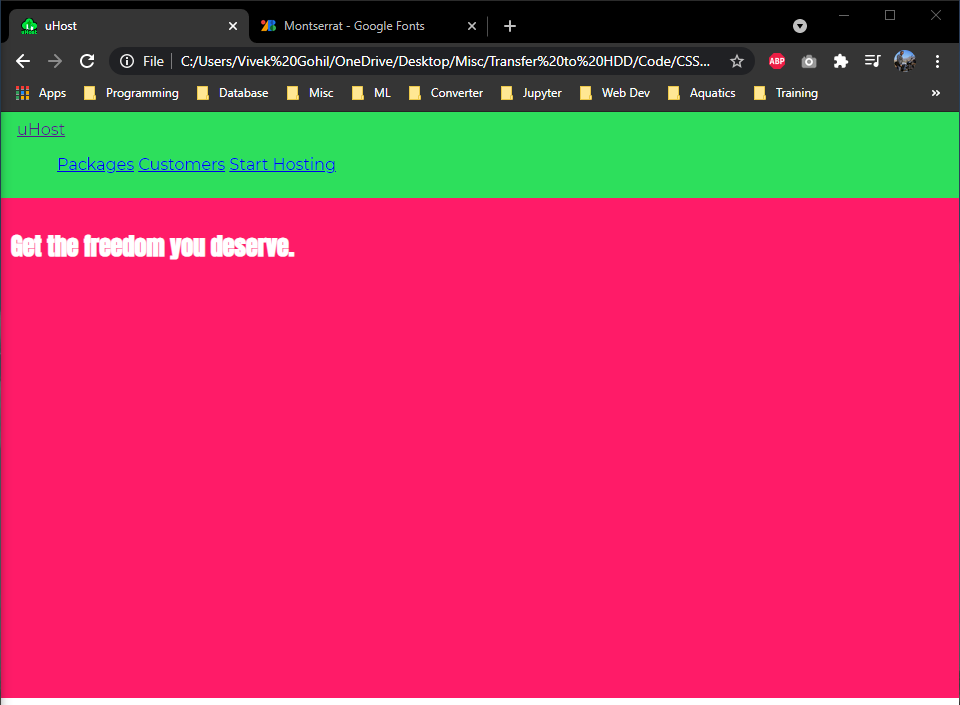 uHost
Montserrat - Google Fonts
File
C:/Users/Vivek%20Gohil/OneDrive/Desktop/Misc/Transfer%20to%20HDD/Code/CSS...
ABP
Apps Programming Database Misc ML Converter Jupyter Web Dev Aquatics Training »
uHost
Packages Customers Start Hosting
Get the freedom you deserve.